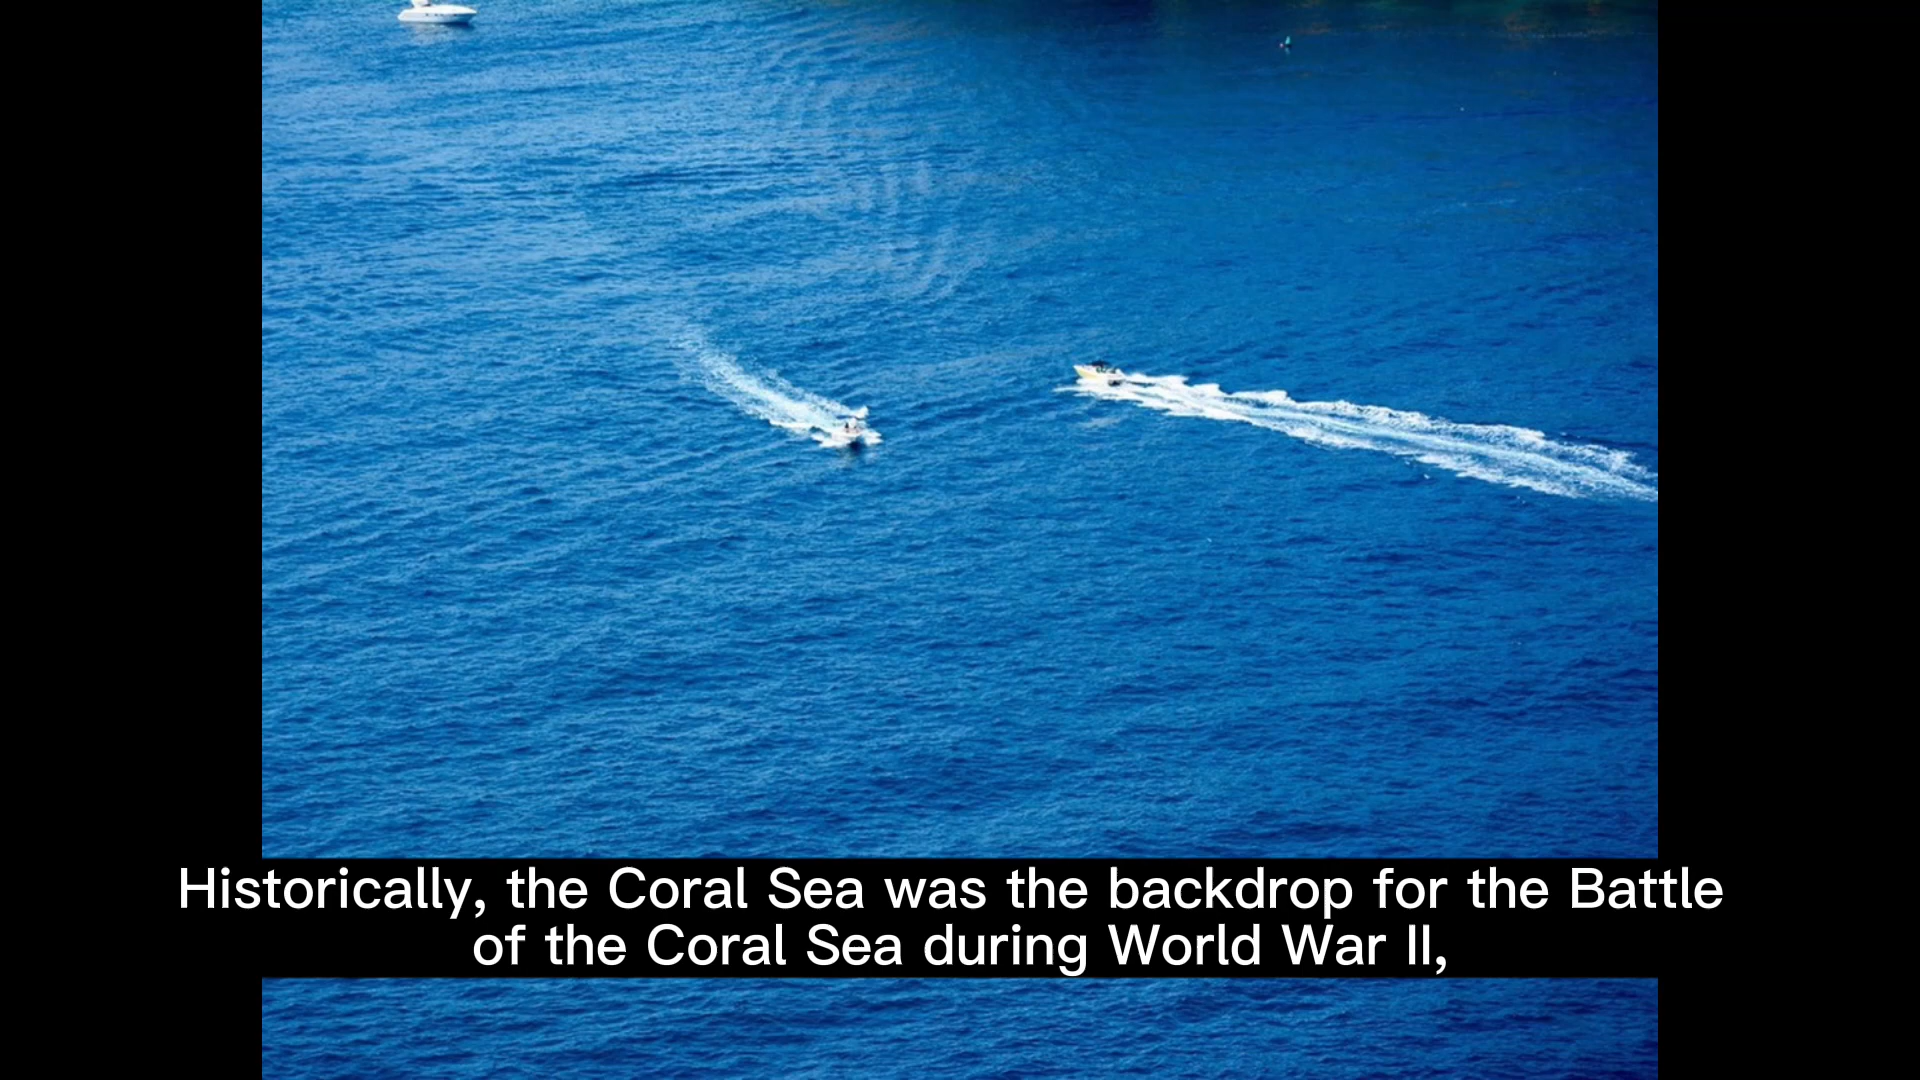 Historically, the Coral Sea was the backdrop for the Battle
of the Coral Sea during World War II,